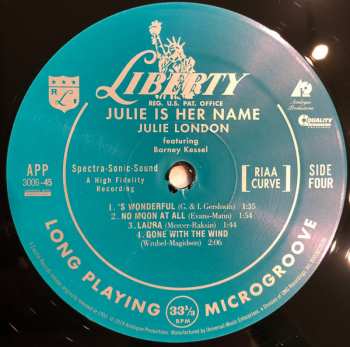 LIBERTY
REG. U.S. PAT. OFFICE
JULIE IS HER NAME
JULIE LONDON
featuring
Barney Kessel
Analogue Productions
QUALITY
APP
3006-45
Spectra-Sonic-Sound
A High Fidelity
Recording
[RIAA CURVE]
SIDE
FOUR
1. 'S WONDERFUL (G. & I. Gershwin) 1:35
2. NO MOON AT ALL (Evans-Mann) 1:54
3. LAURA (Mercer-Raksin) 1:44
4. GONE WITH THE WIND
(Wrubel-Magidson)
LONG PLAYING 33⅓ RPM MICROGROOVE